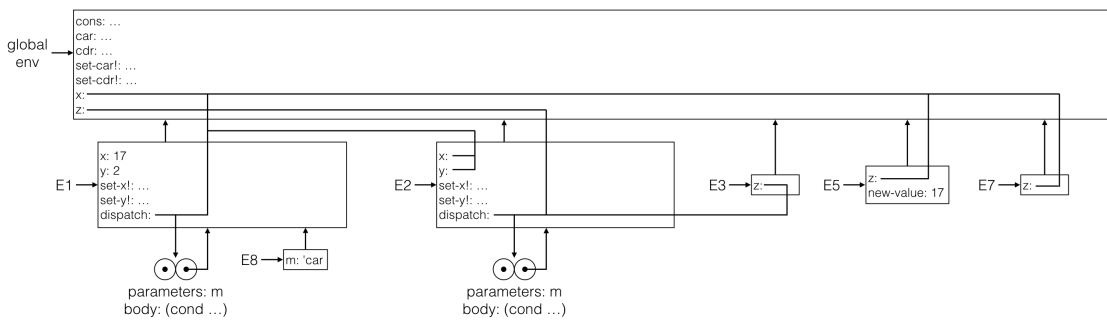 cons: ...
car: ...
cdr: ...
set-car!: ...
set-cdr!: ...
x:
z:
global
env
E1
x: 17
y: 2
set-x!: ...
set-y!: ...
dispatch:
E2
x:
y:
set-x!: ...
set-y!: ...
dispatch:
E3
z:
E5
z:
new-value: 17
E7
z:
E8
m: 'car
parameters: m
body: (cond ...)
parameters: m
body: (cond ...)